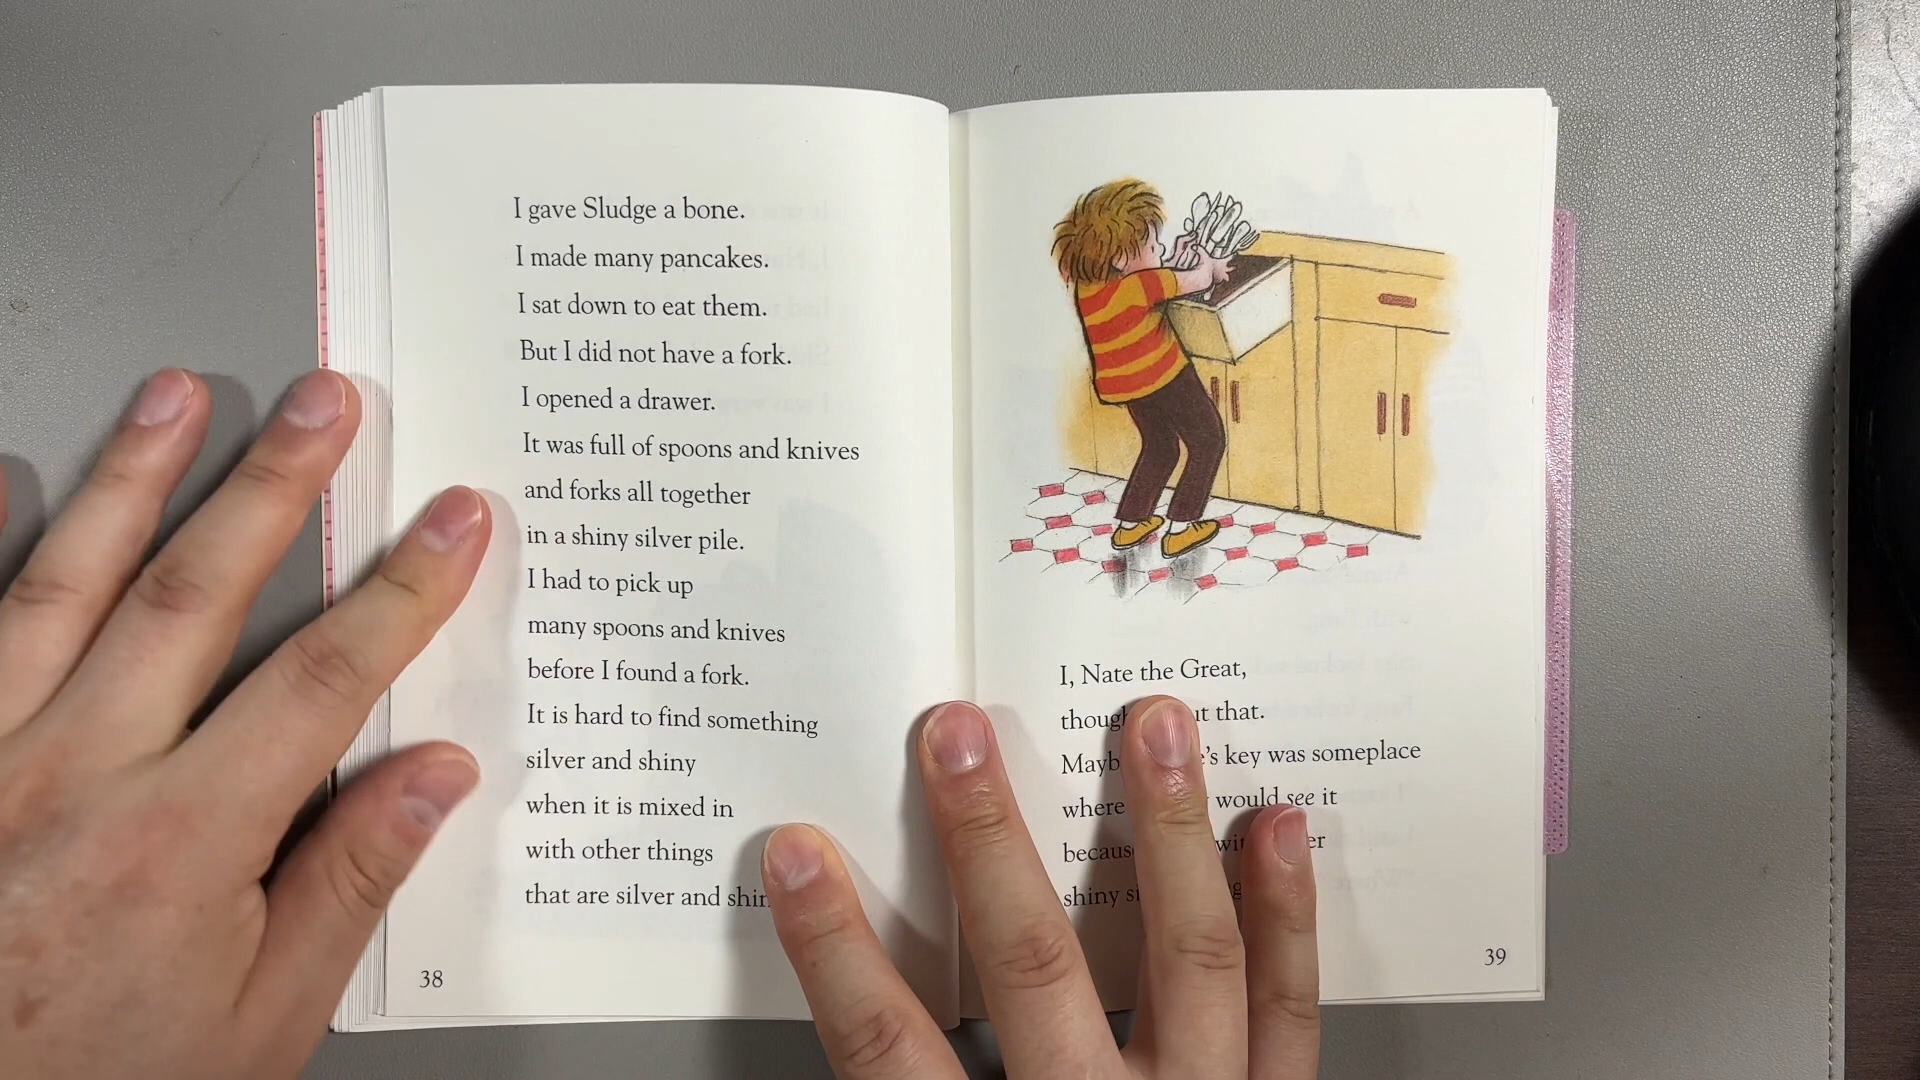 I gave Sludge a bone.
I made many pancakes.
I sat down to eat them.
But I did not have a fork.
I opened a drawer.
It was full of spoons and knives
and forks all together
in a shiny silver pile.
I had to pick up
many spoons and knives
before I found a fork.
It is hard to find something
silver and shiny
when it is mixed in
with other things
that are silver and
38
I, Nate the Great,
that.
key was someplace
where would see it
shiny
39